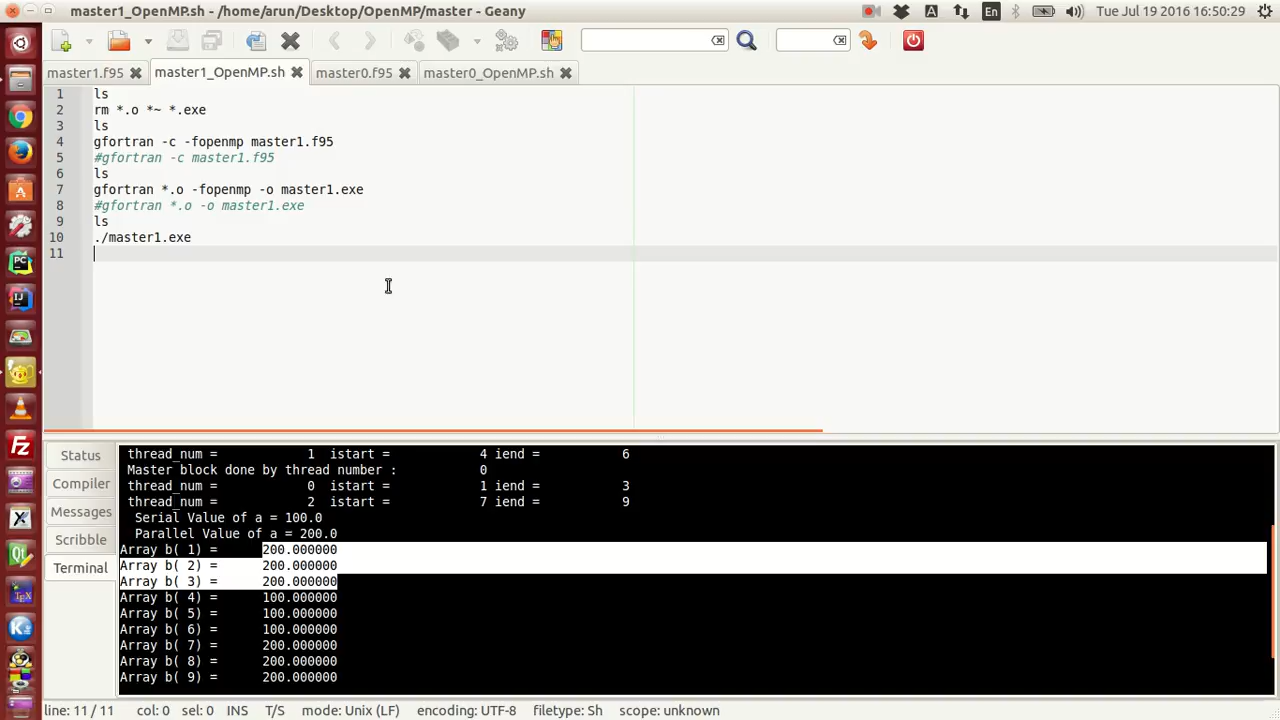 master1_OpenMP.sh - /home/arun/Desktop/OpenMP/master - Geany
En
Tue Jul 19 2016 16:50:29
master1.f95
master1_OpenMP.sh
master0.f95
master0_OpenMP.sh
1 ls
2 rm *.o *~ *.exe
3 ls
4 gfortran -c -fopenmp master1.f95
5 #gfortran -c master1.f95
6 ls
7 gfortran *.o -fopenmp -o master1.exe
8 #gfortran *.o -o master1.exe
9 ls
10 ./master1.exe
11
Status
Compiler
Messages
Scribble
Terminal
thread_num = 1 istart = 4 iend = 6
Master block done by thread number : 0
thread_num = 0 istart = 1 iend = 3
thread_num = 2 istart = 7 iend = 9
Serial Value of a = 100.0
Parallel Value of a = 200.0
Array b( 1) = 200.000000
Array b( 2) = 200.000000
Array b( 3) = 200.000000
Array b( 4) = 100.000000
Array b( 5) = 100.000000
Array b( 6) = 100.000000
Array b( 7) = 200.000000
Array b( 8) = 200.000000
Array b( 9) = 200.000000
line: 11 / 11 col: 0 sel: 0 INS T/S mode: Unix (LF) encoding: UTF-8 filetype: Sh scope: unknown